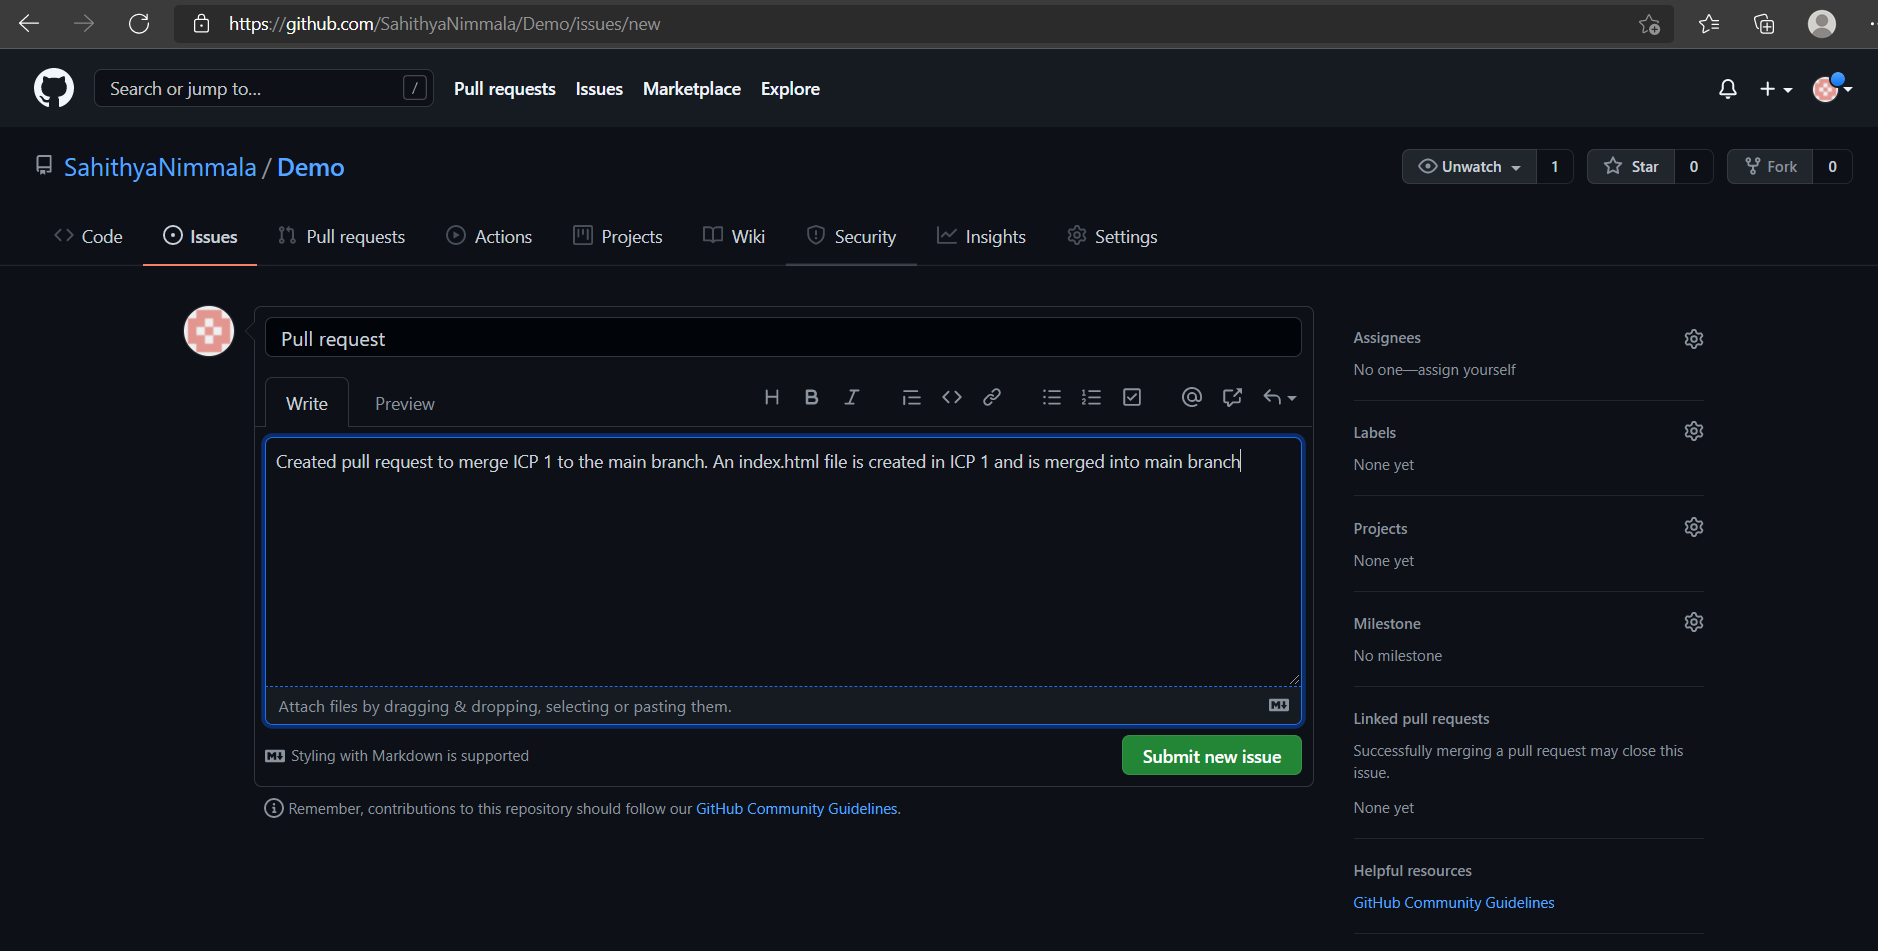 https://github.com/SahithyaNimmala/Demo/issues/new
Search or jump to... /
Pull requests Issues Marketplace Explore
SahithyaNimmala / Demo
Unwatch 1 Star 0 Fork 0
Code Issues Pull requests Actions Projects Wiki Security Insights Settings
Pull request
Write Preview
Created pull request to merge ICP 1 to the main branch. An index.html file is created in ICP 1 and is merged into main branch
Attach files by dragging & dropping, selecting or pasting them.
Styling with Markdown is supported
Submit new issue
Remember, contributions to this repository should follow our GitHub Community Guidelines.
Assignees
No one—assign yourself
Labels
None yet
Projects
None yet
Milestone
No milestone
Linked pull requests
Successfully merging a pull request may close this
issue.
None yet
Helpful resources
GitHub Community Guidelines